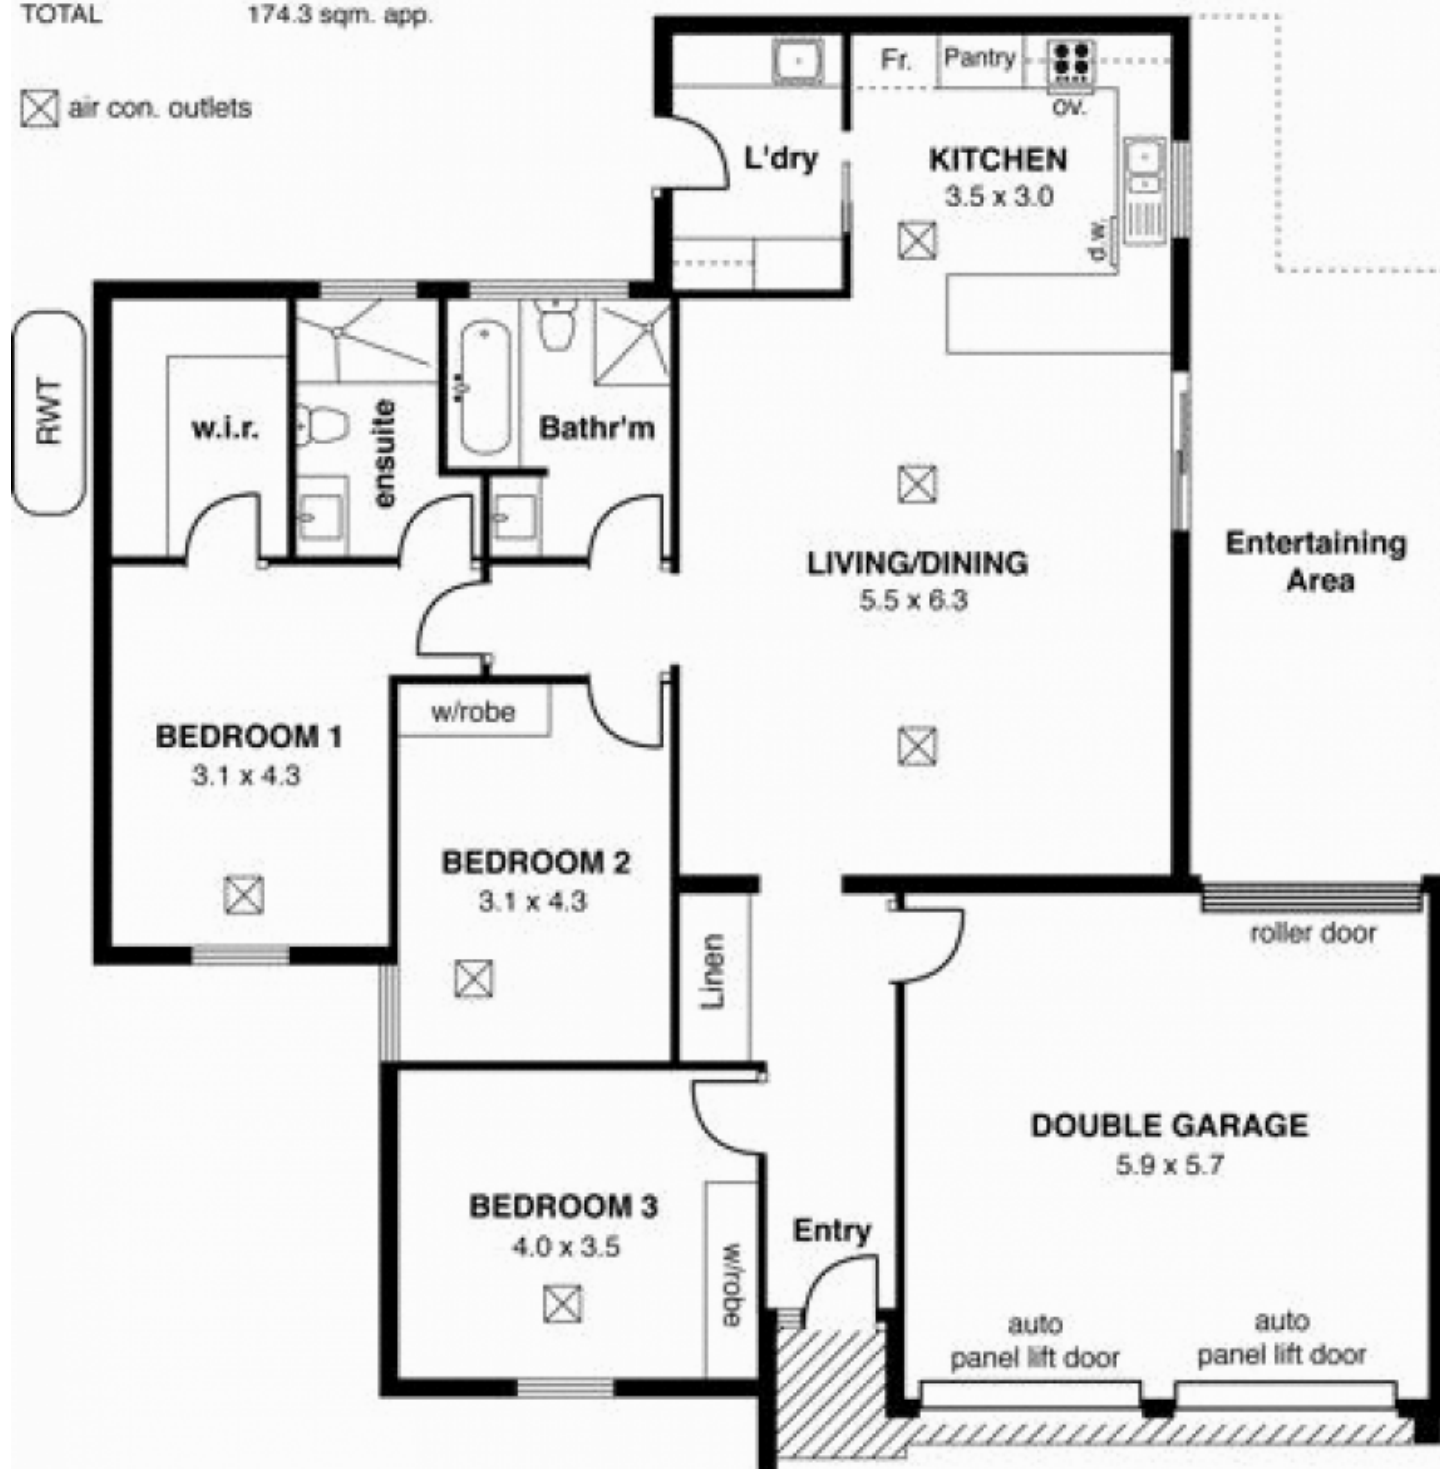 TOTAL 174.3 sqm. app.
air con. outlets
Fr.
Pantry
ov.
L'dry
KITCHEN
3.5 x 3.0
d.w.
RWT
w.i.r.
ensuite
Bathr'm
LIVING/DINING
5.5 x 6.3
Entertaining
Area
BEDROOM 1
3.1 x 4.3
w/robe
BEDROOM 2
3.1 x 4.3
Linen
roller door
DOUBLE GARAGE
5.9 x 5.7
BEDROOM 3
4.0 x 3.5
w/robe
Entry
auto
panel lift door
auto
panel lift door